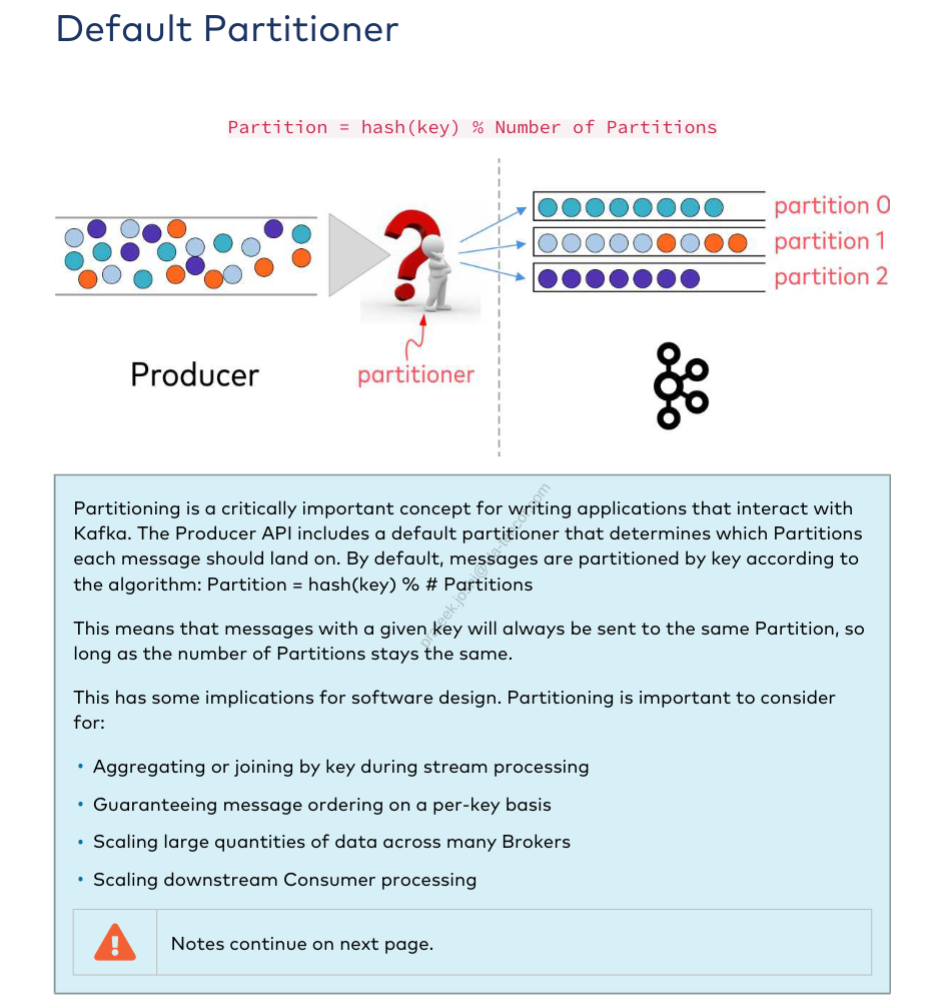 Default Partitioner
Partition = hash(key) % Number of Partitions
partition 0
partition 1
partition 2
Producer
partitioner
Partitioning is a critically important concept for writing applications that interact with
Kafka. The Producer API includes a default partitioner that determines which Partitions
each message should land on. By default, messages are partitioned by key according to
the algorithm: Partition = hash(key) % # Partitions
This means that messages with a given key will always be sent to the same Partition, so
long as the number of Partitions stays the same.
This has some implications for software design. Partitioning is important to consider
for:
• Aggregating or joining by key during stream processing
• Guaranteeing message ordering on a per-key basis
• Scaling large quantities of data across many Brokers
• Scaling downstream Consumer processing
Notes continue on next page.